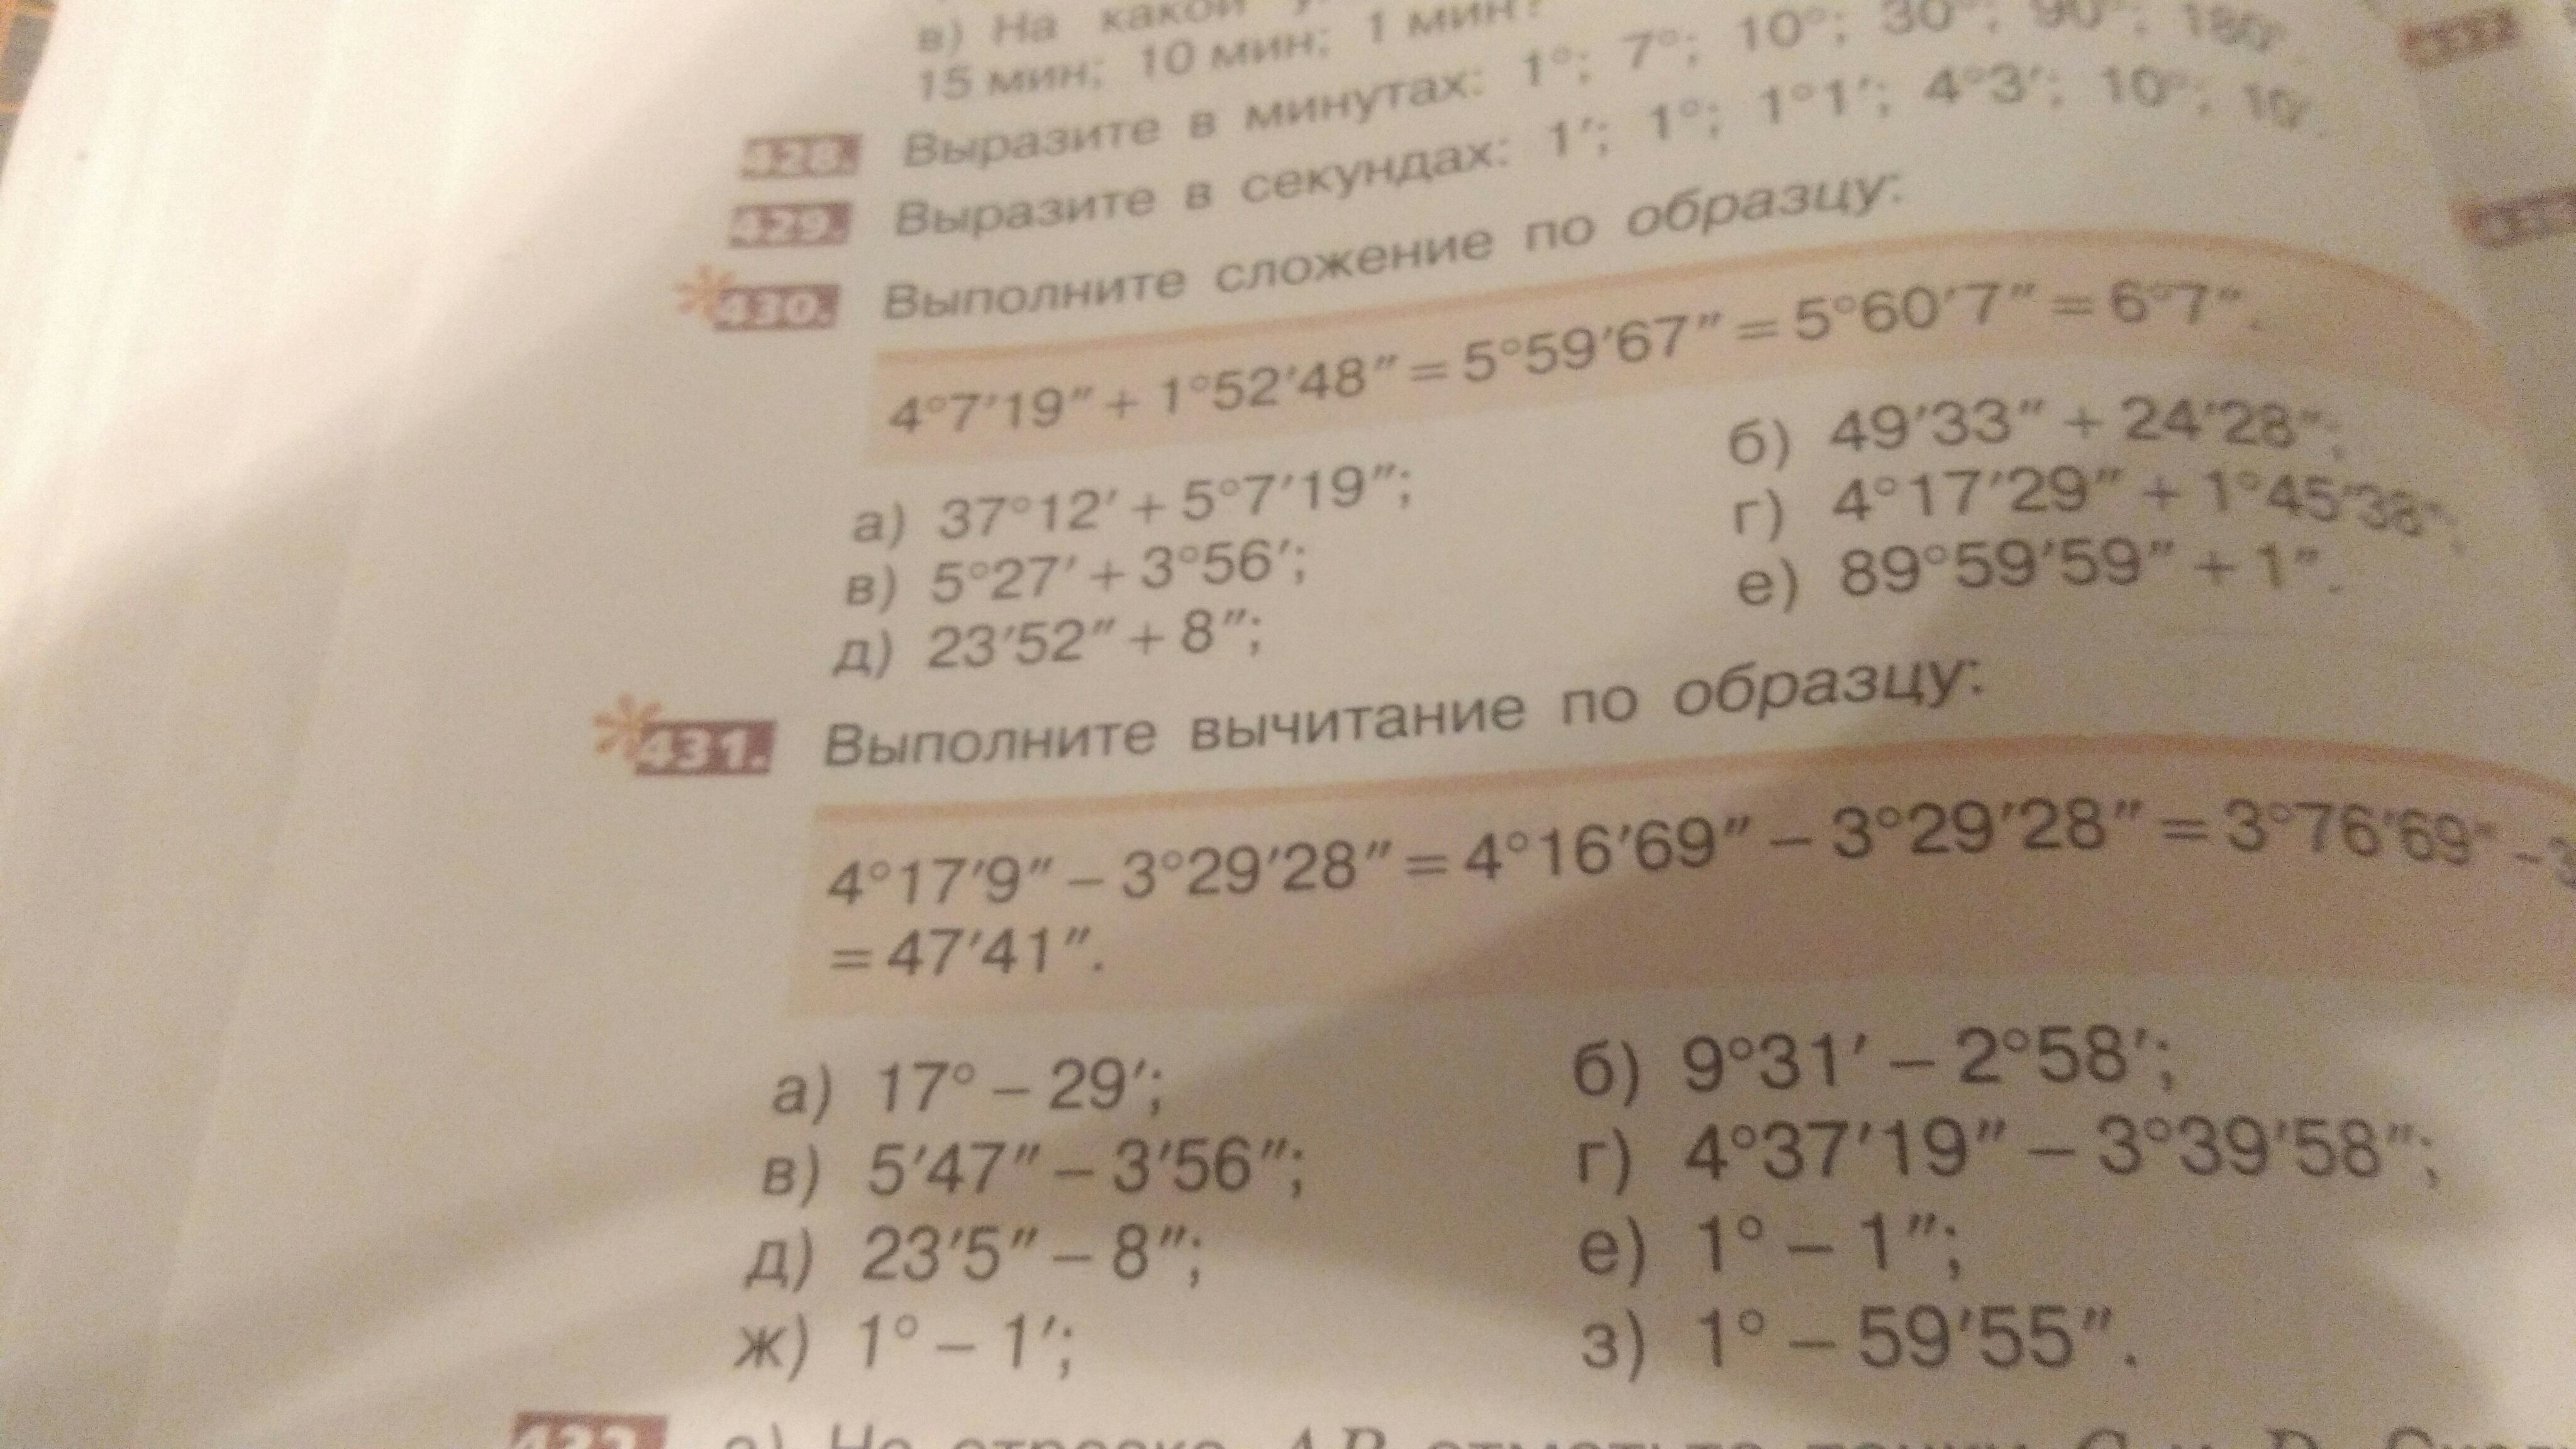 в) На какой
15 мин; 10 мин; 1 мин?
428. Выразите в минутах: 1°; 7°; 10°; 30°; 90°; 180°.
429. Выразите в секундах: 1′; 1°; 1°1′; 4°3′; 10°; 10′.
430. Выполните сложение по образцу:
4°7′19″ + 1°52′48″ = 5°59′67″ = 5°60′7″ = 6°7″.
а) 37°12′ + 5°7′19″; б) 49′33″ + 24′28″;
в) 5°27′ + 3°56′; г) 4°17′29″ + 1°45′38″;
д) 23′52″ + 8″; е) 89°59′59″ + 1″.
431. Выполните вычитание по образцу:
4°17′9″ – 3°29′28″ = 4°16′69″ – 3°29′28″ = 3°76′69″ – 3
= 47′41″.
а) 17° – 29′; б) 9°31′ – 2°58′;
в) 5′47″ – 3′56″; г) 4°37′19″ – 3°39′58″;
д) 23′5″ – 8″; е) 1° – 1″;
ж) 1° – 1′; з) 1° – 59′55″.